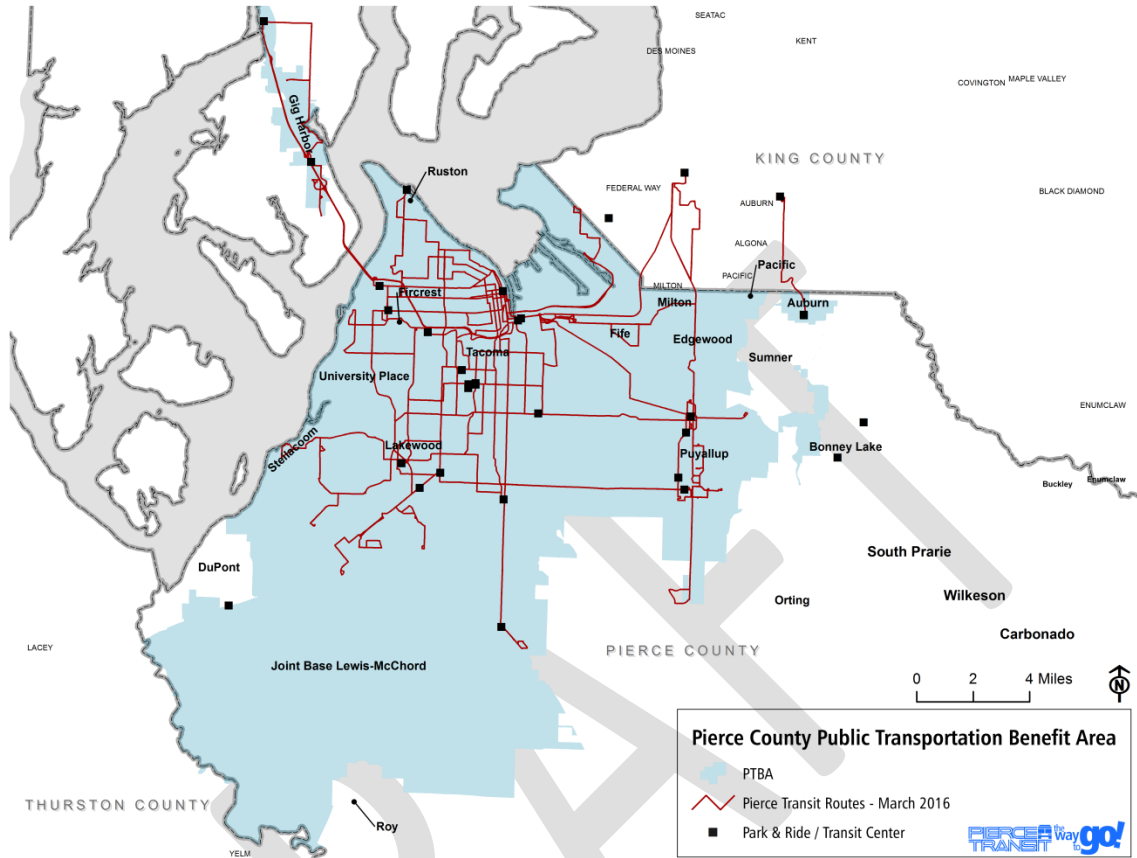 SEATAC
KENT
DES MOINES
COVINGTON
MAPLE VALLEY
Gig Harbor
KING COUNTY
Ruston
FEDERAL WAY
BLACK DIAMOND
AUBURN
ALGONA
Pacific
PACIFIC
MILTON
Fircrest
Milton
Auburn
Fife
Edgewood
Tacoma
Sumner
University Place
ENUMCLAW
Steilacoom
Lakewood
Puyallup
Bonney Lake
Buckley
Enumclaw
South Prarie
DuPont
Wilkeson
Orting
Carbonado
LACEY
PIERCE COUNTY
Joint Base Lewis-McChord
0 2 4 Miles
N
Pierce County Public Transportation Benefit Area
PTBA
Pierce Transit Routes - March 2016
Park & Ride / Transit Center
THURSTON COUNTY
Roy
YELM
PIERCE TRANSIT the way to go!
DRAFT